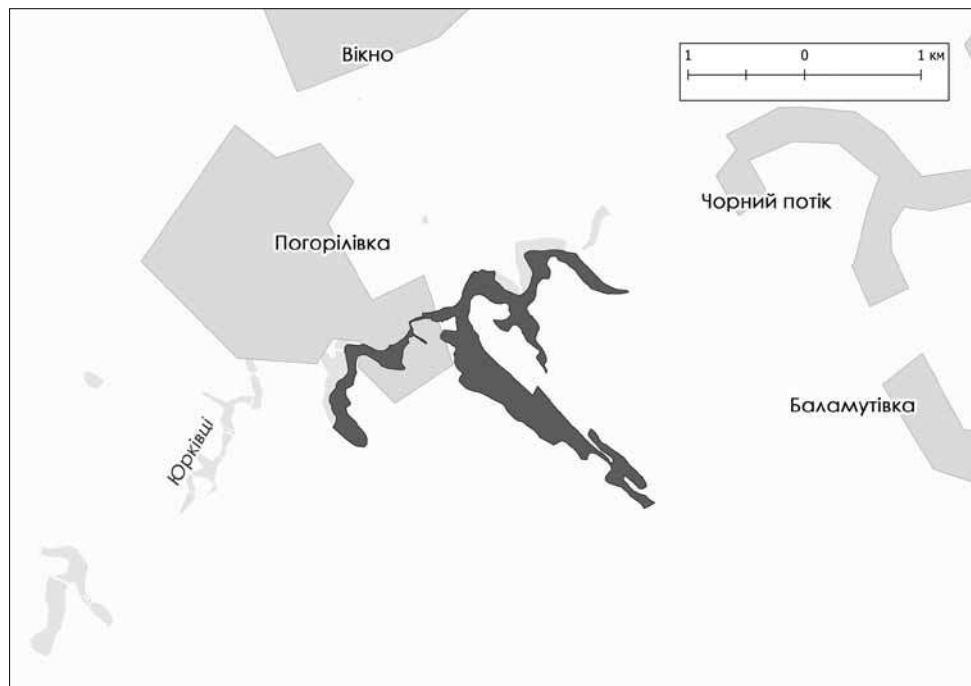 Вікно
1 0 1 км
Чорний потік
Погорілівка
Баламутівка
Юрківці